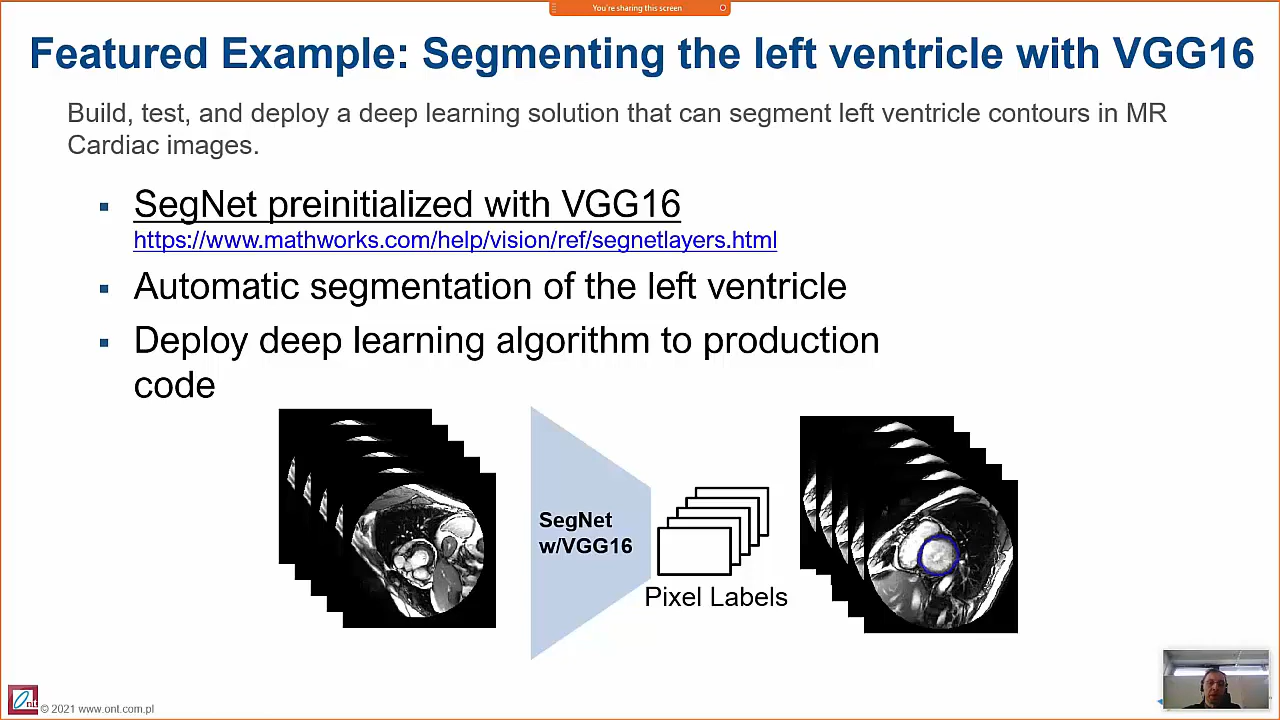 You're sharing this screen
Featured Example: Segmenting the left ventricle with VGG16
Build, test, and deploy a deep learning solution that can segment left ventricle contours in MR
Cardiac images.
SegNet preinitialized with VGG16
https://www.mathworks.com/help/vision/ref/segnetlayers.html
Automatic segmentation of the left ventricle
Deploy deep learning algorithm to production
code
SegNet
w/VGG16
Pixel Labels
Ont
© 2021 www.ont.com.pl